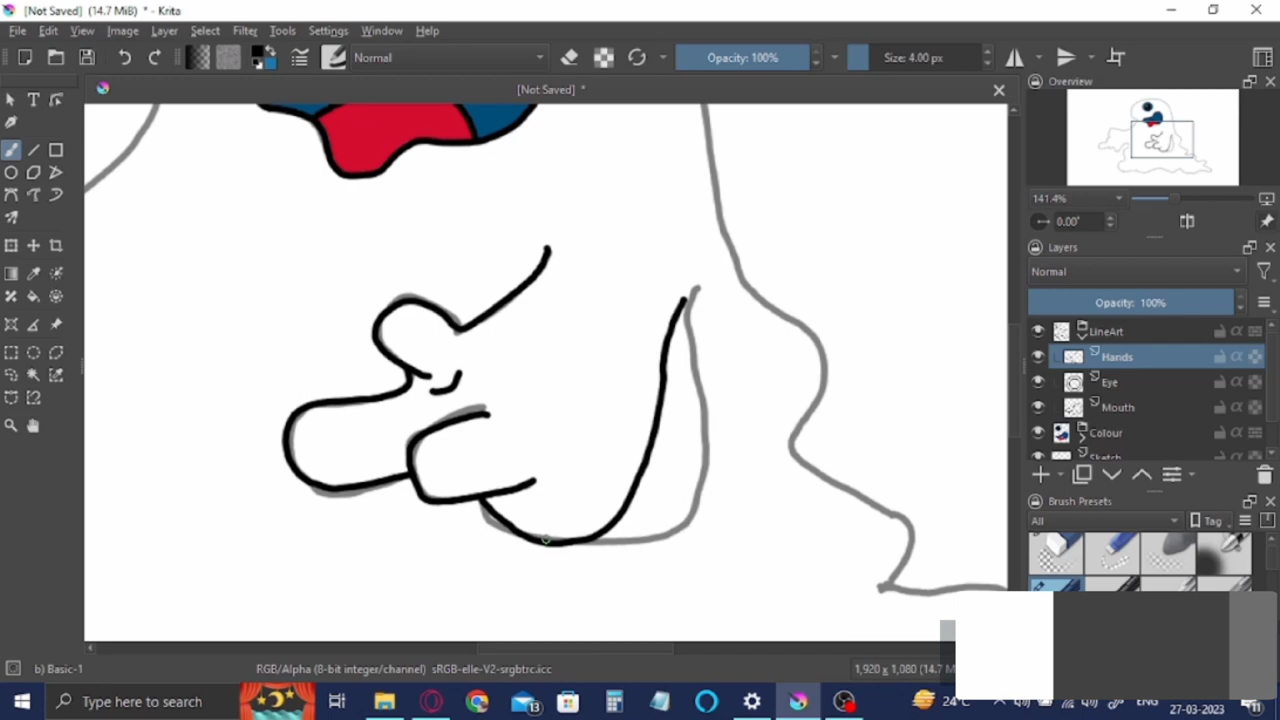 [Not Saved] (14.7 MiB) * - Krita
File Edit View Image Layer Select Filter Tools Settings Window Help
Normal Opacity: 100% Size: 4.00 px
[Not Saved] *
Overview
141.4%
0.00°
Layers
Normal
Opacity: 100%
LineArt
Hands
Eye
Mouth
Colour
Sketch
Brush Presets
All Tag
b) Basic-1 RGB/Alpha (8-bit integer/channel) sRGB-elle-V2-srgbtrc.icc 1,920 x 1,080 (14.7 M
Type here to search 13 24°C ENG
27-03-2023 11